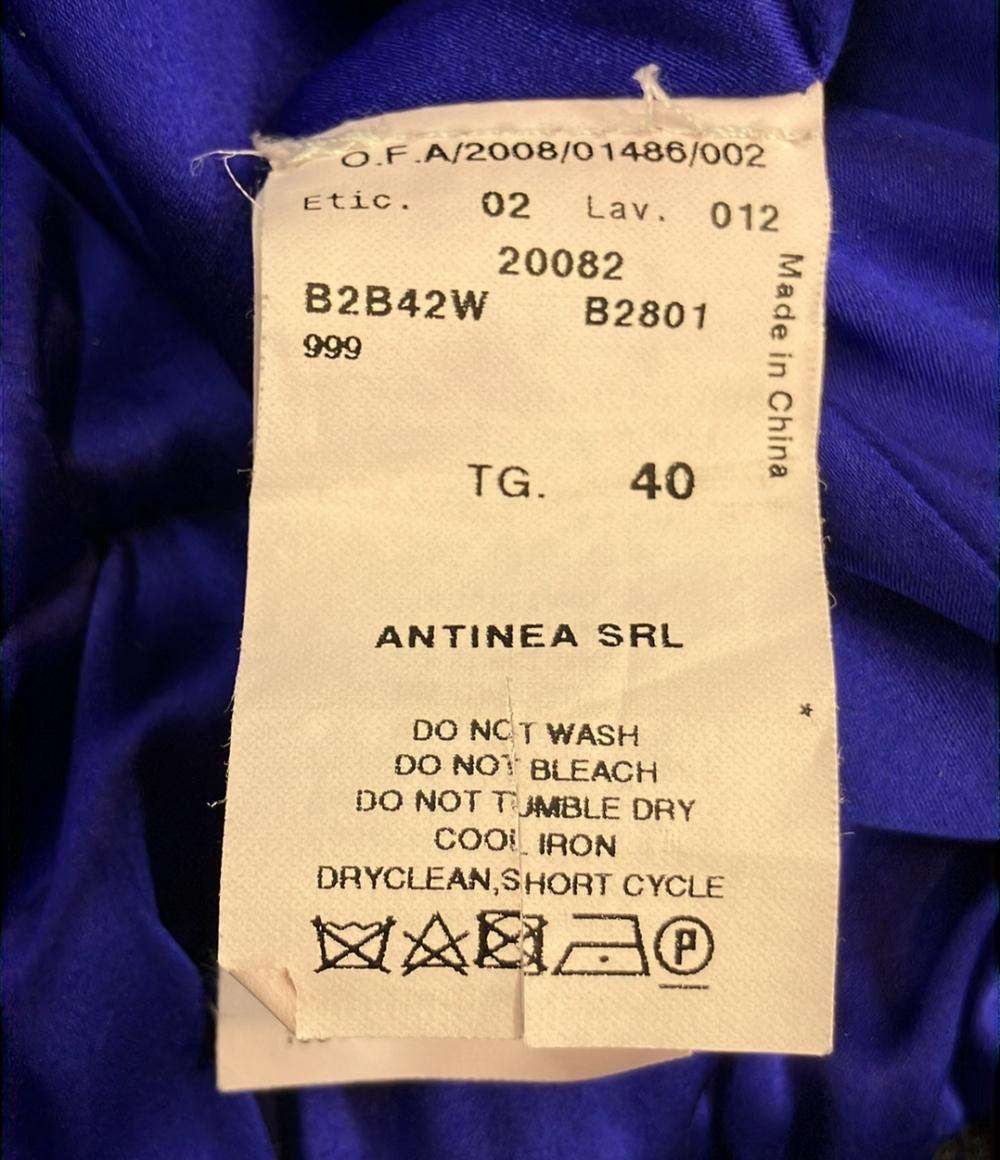 O.F.A/2008/01486/002
Etic. 02 Lav. 012
20082
B2B42W B2801
999
Made in China
TG. 40
ANTINEA SRL
*
DO NOT WASH
DO NOT BLEACH
DO NOT TUMBLE DRY
COOL IRON
DRYCLEAN,SHORT CYCLE
P